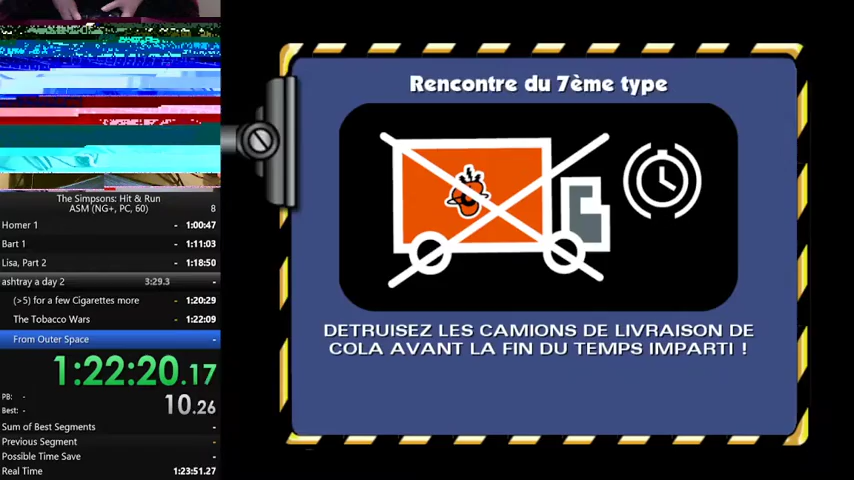 The Simpsons: Hit & Run
ASM (NG+, PC, 60) 8
Homer 1 - 1:00:47
Bart 1 - 1:11:03
Lisa, Part 2 - 1:18:50
ashtray a day 2 3:29.3 -
(>5) for a few Cigarettes more - 1:20:29
The Tobacco Wars - 1:22:09
From Outer Space -
1:22:20.17
PB: -
Best: -
10.26
Sum of Best Segments -
Previous Segment -
Possible Time Save -
Real Time 1:23:51.27
Rencontre du 7ème type
DETRUISEZ LES CAMIONS DE LIVRAISON DE
COLA AVANT LA FIN DU TEMPS IMPARTI !